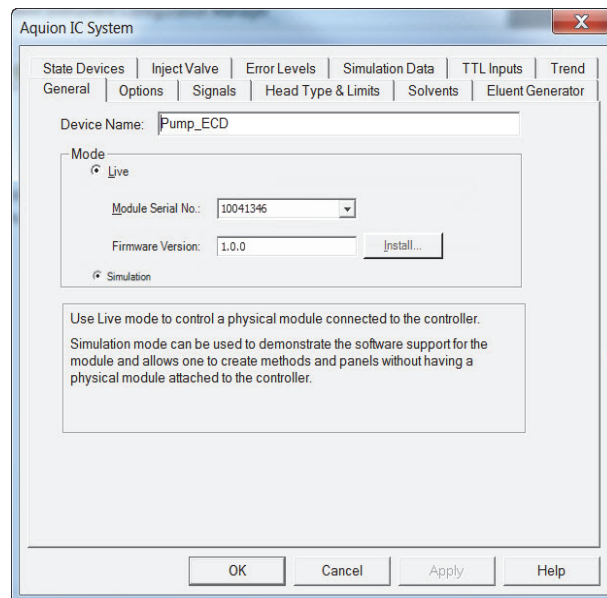 Aquion IC System
State Devices Inject Valve Error Levels Simulation Data TTL Inputs Trend
General Options Signals Head Type & Limits Solvents Eluent Generator
Device Name: Pump_ECD
Mode
Live
Module Serial No.: 10041346
Firmware Version: 1.0.0 Install...
Simulation
Use Live mode to control a physical module connected to the controller.
Simulation mode can be used to demonstrate the software support for the
module and allows one to create methods and panels without having a
physical module attached to the controller.
OK Cancel Apply Help